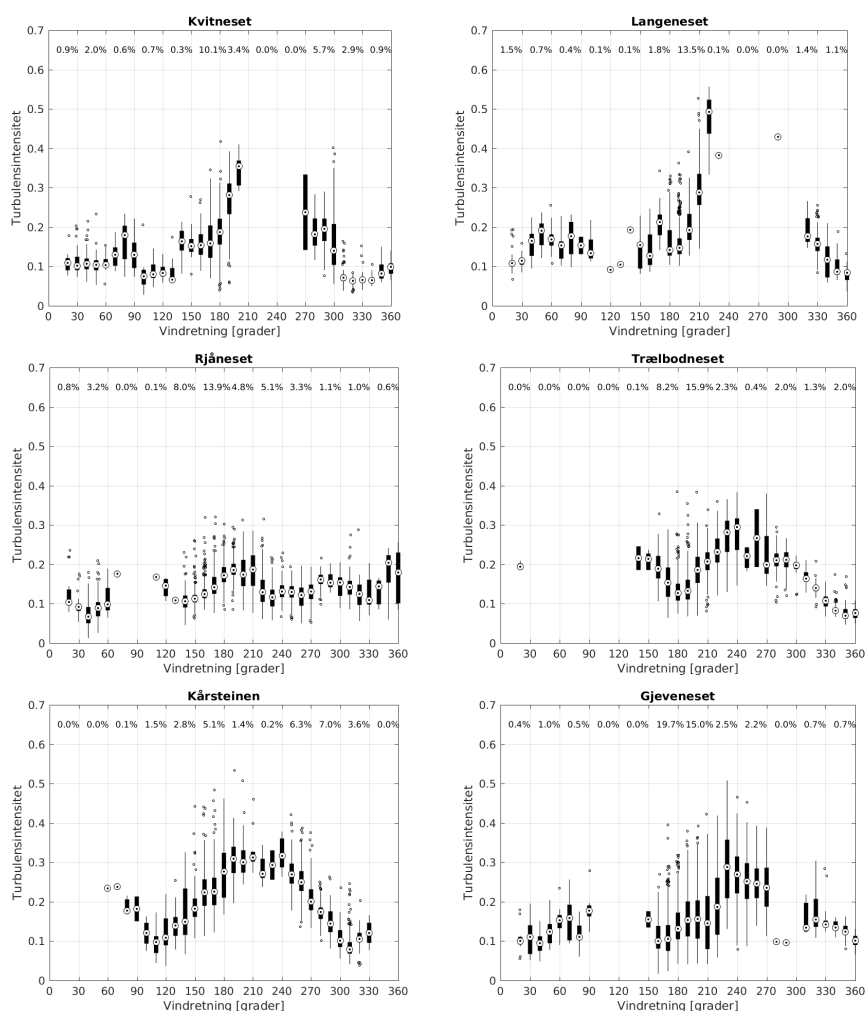 Kvitneset
0.9% 2.0% 0.6% 0.7% 0.3% 10.1% 3.4% 0.0% 0.0% 5.7% 2.9% 0.9%
0.7
0.6
0.5
0.4
0.3
0.2
0.1
0
Turbulensintensitet
0 30 60 90 120 150 180 210 240 270 300 330 360
Vindretning [grader]
Langeneset
1.5% 0.7% 0.4% 0.1% 0.1% 1.8% 13.5% 0.1% 0.0% 0.0% 1.4% 1.1%
0.7
0.6
0.5
0.4
0.3
0.2
0.1
0
Turbulensintensitet
0 30 60 90 120 150 180 210 240 270 300 330 360
Vindretning [grader]
Rjåneset
0.8% 3.2% 0.0% 0.1% 8.0% 13.9% 4.8% 5.1% 3.3% 1.1% 1.0% 0.6%
0.7
0.6
0.5
0.4
0.3
0.2
0.1
0
Turbulensintensitet
0 30 60 90 120 150 180 210 240 270 300 330 360
Vindretning [grader]
Trælbodneset
0.0% 0.0% 0.0% 0.0% 0.1% 8.2% 15.9% 2.3% 0.4% 2.0% 1.3% 2.0%
0.7
0.6
0.5
0.4
0.3
0.2
0.1
0
Turbulensintensitet
0 30 60 90 120 150 180 210 240 270 300 330 360
Vindretning [grader]
Kårsteinen
0.0% 0.0% 0.1% 1.5% 2.8% 5.1% 1.4% 0.2% 6.3% 7.0% 3.6% 0.0%
0.7
0.6
0.5
0.4
0.3
0.2
0.1
0
Turbulensintensitet
0 30 60 90 120 150 180 210 240 270 300 330 360
Vindretning [grader]
Gjeveneset
0.4% 1.0% 0.5% 0.0% 0.0% 19.7% 15.0% 2.5% 2.2% 0.0% 0.7% 0.7%
0.7
0.6
0.5
0.4
0.3
0.2
0.1
0
Turbulensintensitet
0 30 60 90 120 150 180 210 240 270 300 330 360
Vindretning [grader]